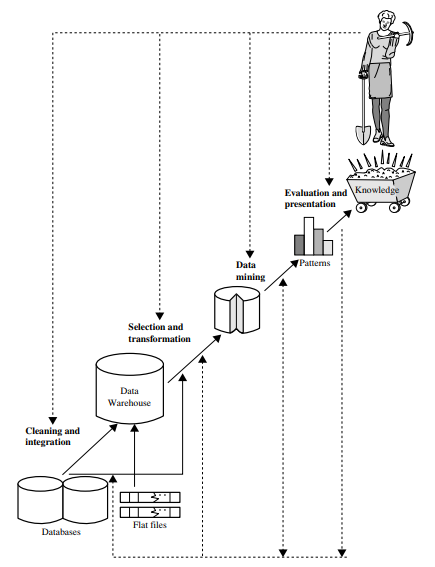 Evaluation and
presentation
Knowledge
Patterns
Data
mining
Selection and
transformation
Data
Warehouse
Cleaning and
integration
Databases
Flat files